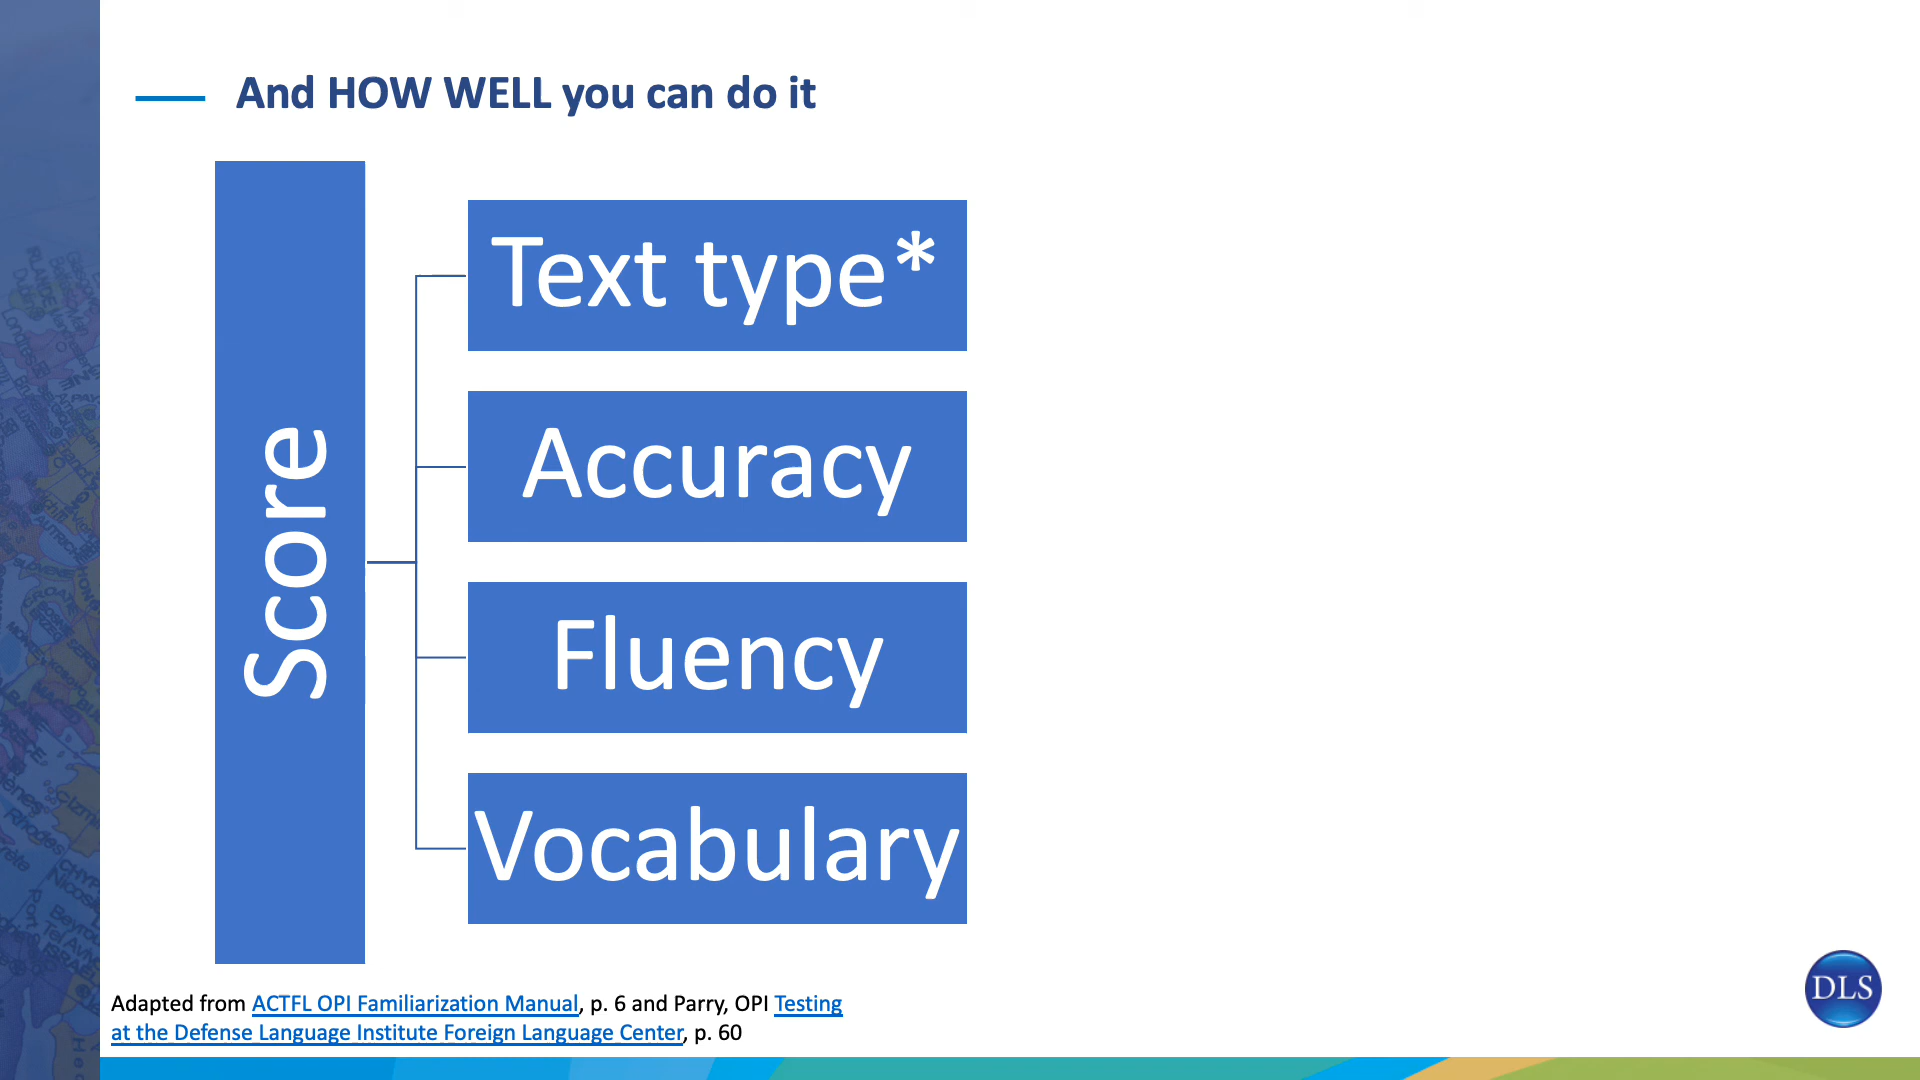 And HOW WELL you can do it
Score
Text type*
Accuracy
Fluency
Vocabulary
Adapted from ACTFL OPI Familiarization Manual, p. 6 and Parry, OPI Testing
at the Defense Language Institute Foreign Language Center, p. 60
DLS